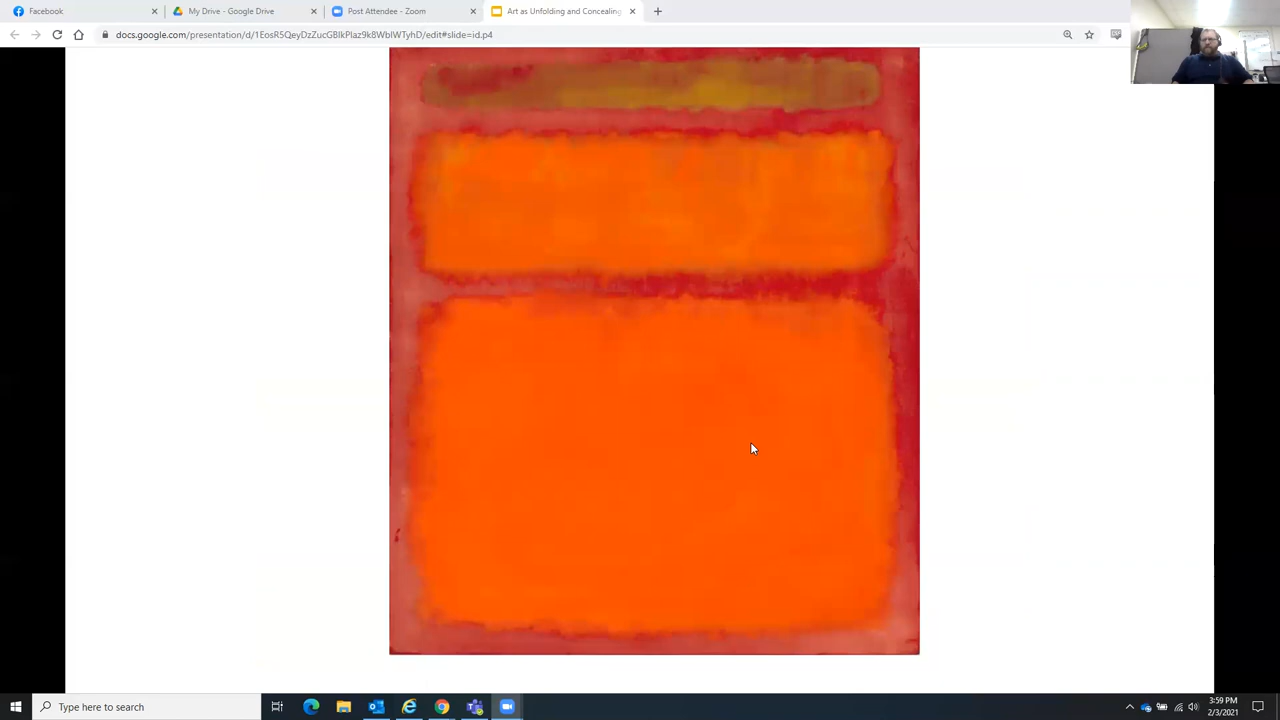 Facebook
My Drive - Google Drive
Post Attendee - Zoom
Art as Unfolding and Concealing
docs.google.com/presentation/d/1EosR5QeyDzZucGBIkPlaz9k8WbIWTyhD/edit#slide=id.p4
Type here to search
3:59 PM
2/3/2021